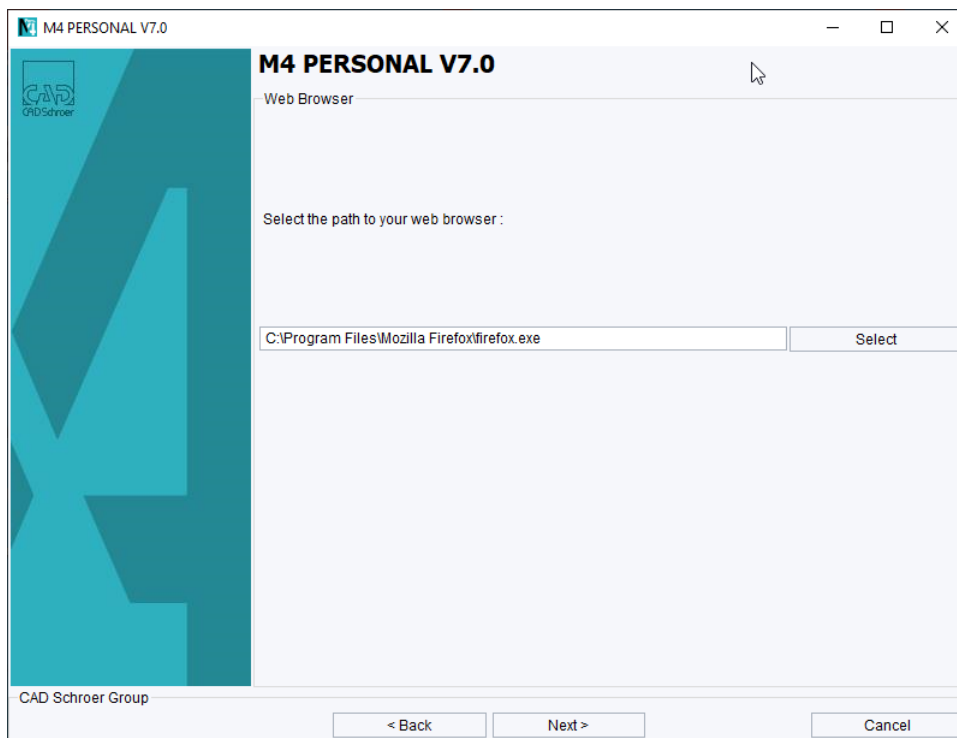 M4 PERSONAL V7.0
CAD
CADSchroer
M4 PERSONAL V7.0
Web Browser
Select the path to your web browser :
C:\Program Files\Mozilla Firefox\firefox.exe
Select
CAD Schroer Group
< Back
Next >
Cancel